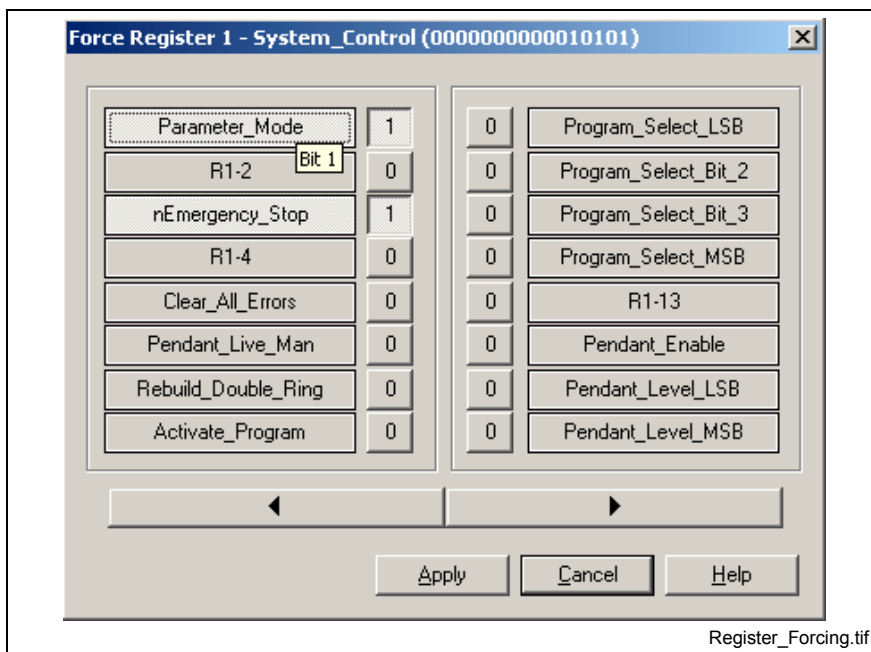 Force Register 1 - System_Control (0000000000010101)
Parameter_Mode 1
Bit 1
R1-2 0
nEmergency_Stop 1
R1-4 0
Clear_All_Errors 0
Pendant_Live_Man 0
Rebuild_Double_Ring 0
Activate_Program 0
0 Program_Select_LSB
0 Program_Select_Bit_2
0 Program_Select_Bit_3
0 Program_Select_MSB
0 R1-13
0 Pendant_Enable
0 Pendant_Level_LSB
0 Pendant_Level_MSB
Apply Cancel Help
Register_Forcing.tif